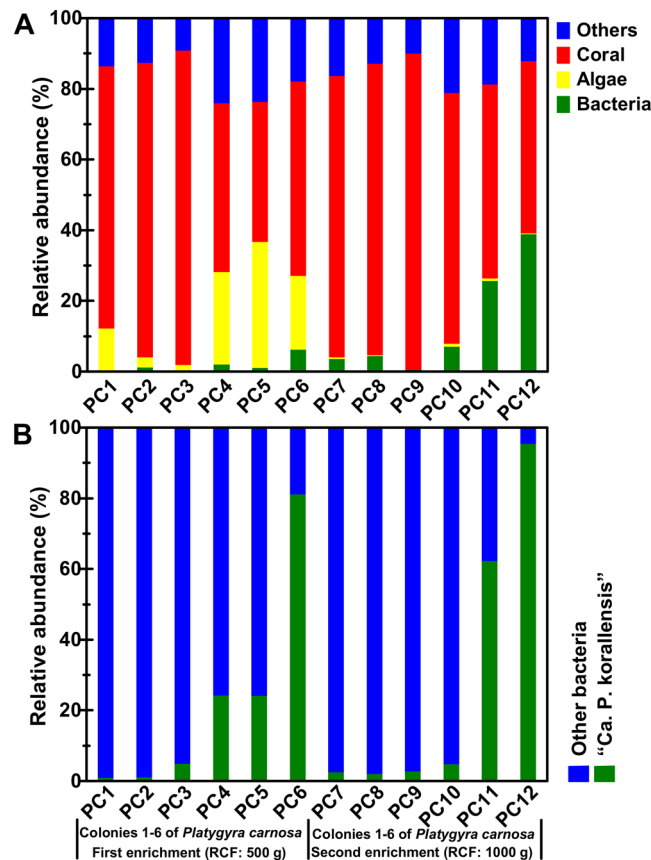 A
Relative abundance (%)
100
80
60
40
20
0
Others
Coral
Algae
Bacteria
PC1 PC2 PC3 PC4 PC5 PC6 PC7 PC8 PC9 PC10 PC11 PC12
B
Relative abundance (%)
100
80
60
40
20
0
Other bacteria
“Ca. P. korallensis”
PC1 PC2 PC3 PC4 PC5 PC6 PC7 PC8 PC9 PC10 PC11 PC12
Colonies 1-6 of Platygyra carnosa
First enrichment (RCF: 500 g)
Colonies 1-6 of Platygyra carnosa
Second enrichment (RCF: 1000 g)